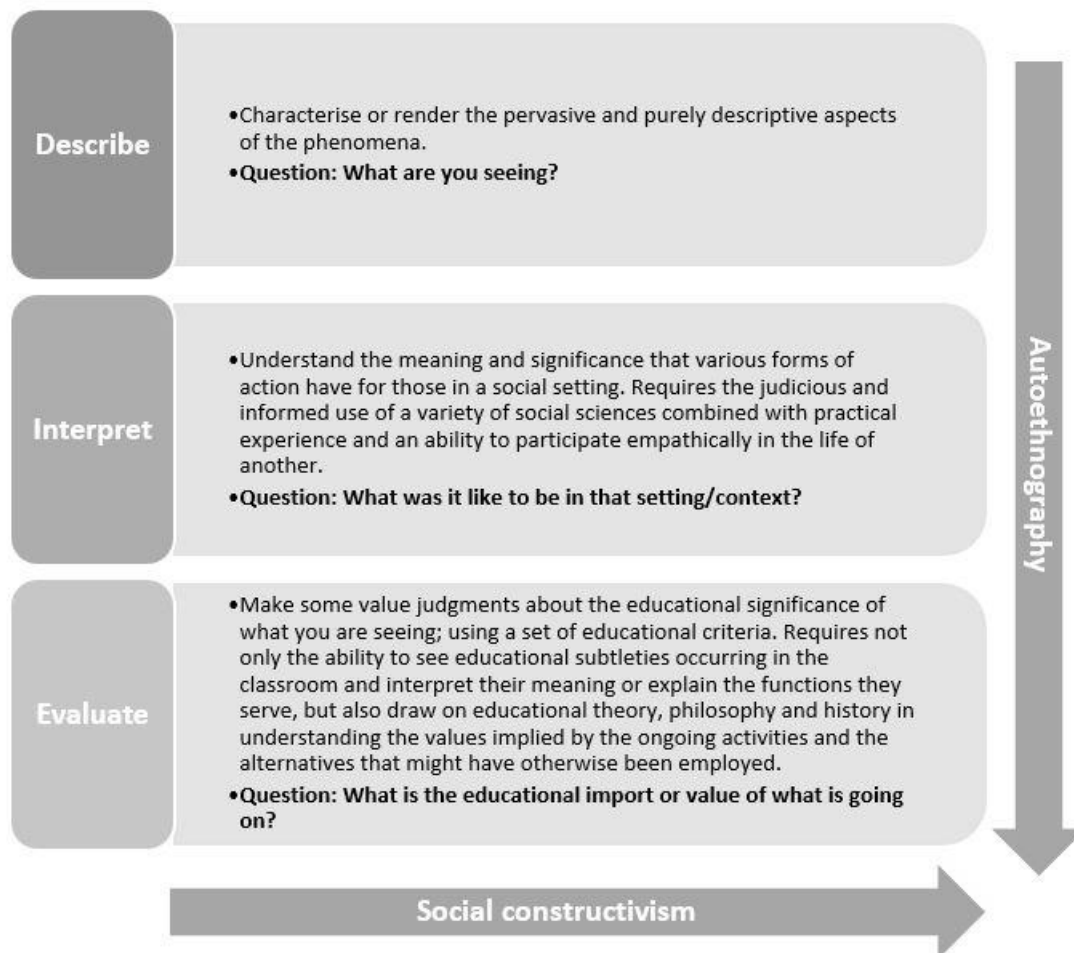 Describe
•Characterise or render the pervasive and purely descriptive aspects
of the phenomena.
•Question: What are you seeing?
Interpret
•Understand the meaning and significance that various forms of
action have for those in a social setting. Requires the judicious and
informed use of a variety of social sciences combined with practical
experience and an ability to participate empathically in the life of
another.
•Question: What was it like to be in that setting/context?
Evaluate
•Make some value judgments about the educational significance of
what you are seeing; using a set of educational criteria. Requires not
only the ability to see educational subtleties occurring in the
classroom and interpret their meaning or explain the functions they
serve, but also draw on educational theory, philosophy and history in
understanding the values implied by the ongoing activities and the
alternatives that might have otherwise been employed.
•Question: What is the educational import or value of what is going
on?
Autoethnography
Social constructivism